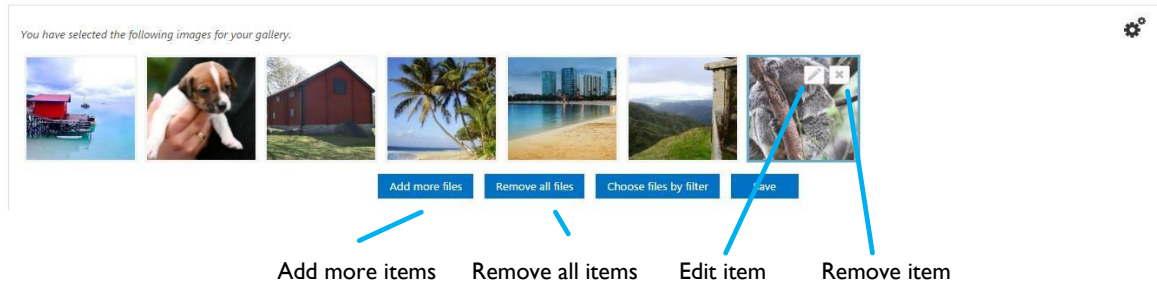 You have selected the following images for your gallery.
Add more files Remove all files Choose files by filter Save
Add more items Remove all items Edit item Remove item